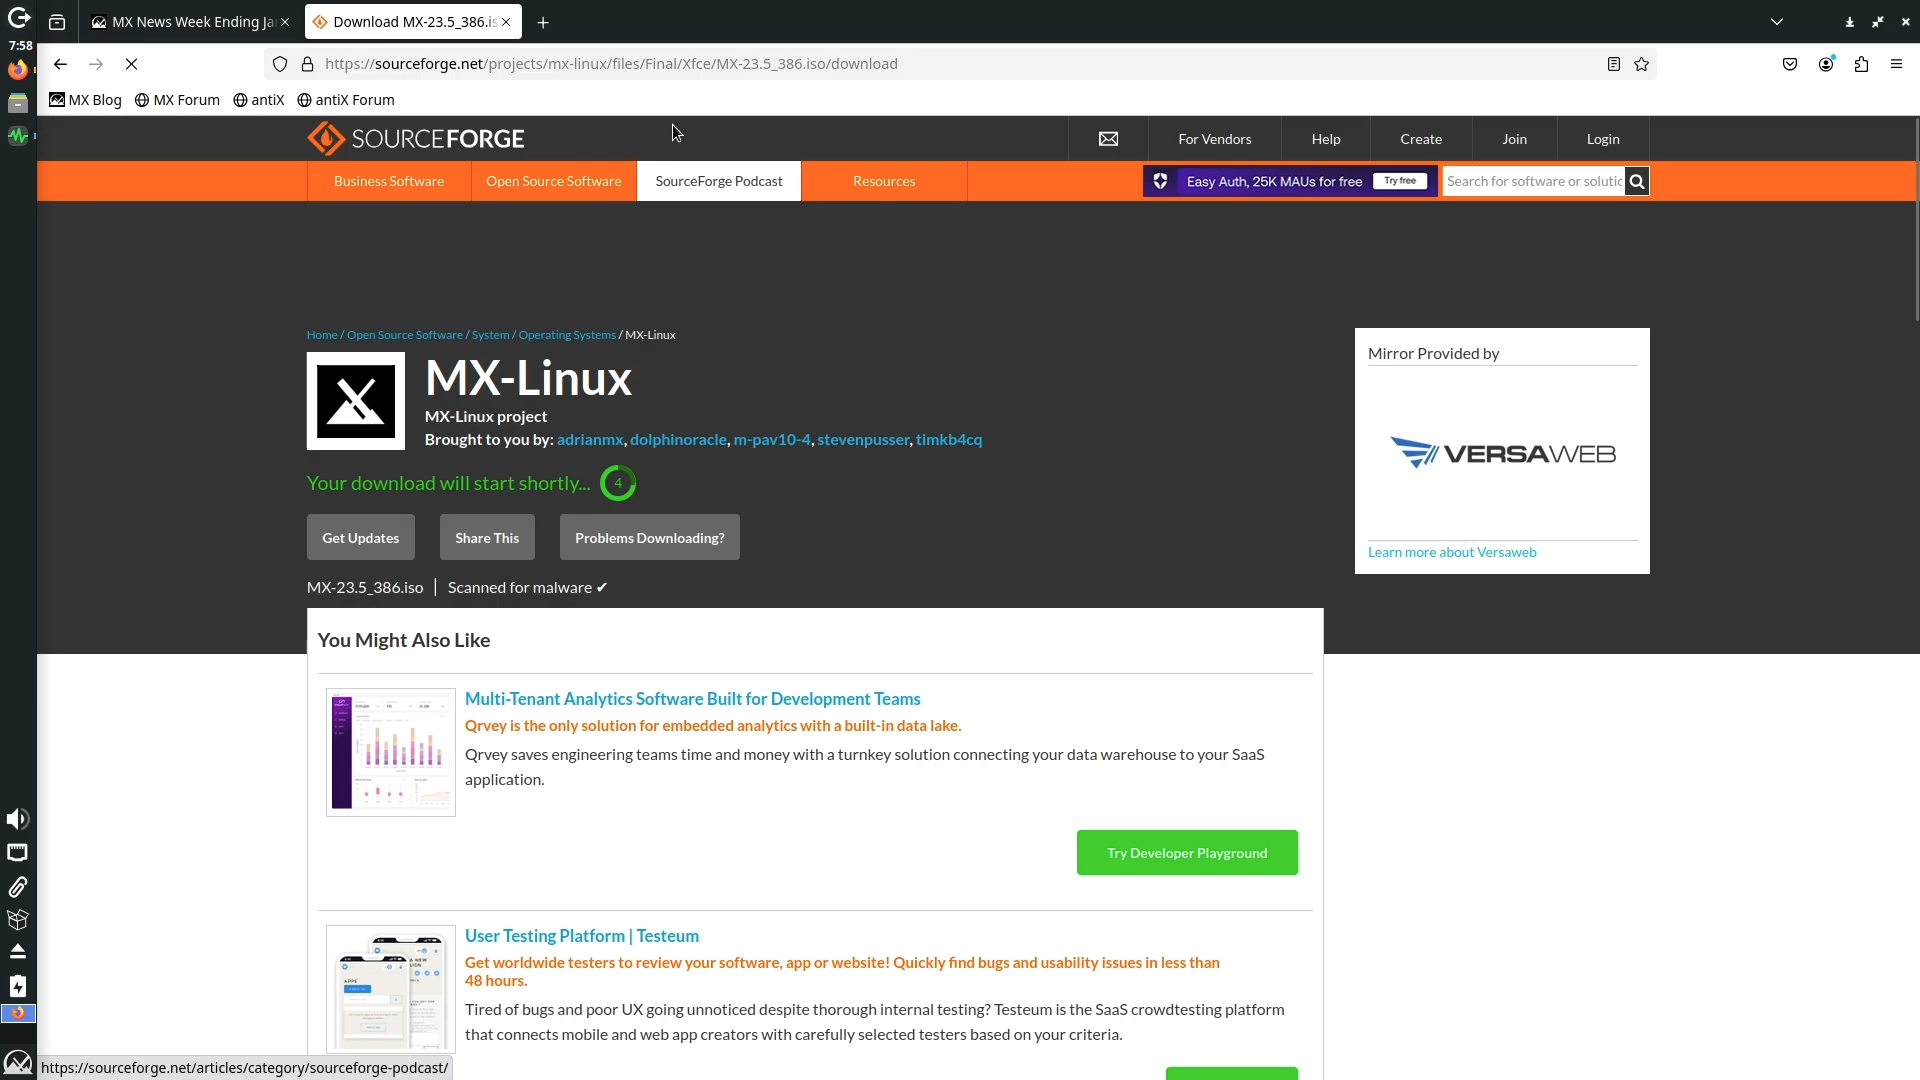 MX News Week Ending Ja
Download MX-23.5_386.is
7:58
https://sourceforge.net/projects/mx-linux/files/Final/Xfce/MX-23.5_386.iso/download
MX Blog
MX Forum
antiX
antiX Forum
SOURCEFORGE
For Vendors
Help
Create
Join
Login
Business Software
Open Source Software
SourceForge Podcast
Resources
Easy Auth, 25K MAUs for free
Try free
Search for software or solutic
Home / Open Source Software / System / Operating Systems / MX-Linux
MX-Linux
MX-Linux project
Brought to you by: adrianmx, dolphinoracle, m-pav10-4, stevenpusser, timkb4cq
Your download will start shortly... 4
Get Updates
Share This
Problems Downloading?
MX-23.5_386.iso | Scanned for malware ✔
Mirror Provided by
VERSAWEB
Learn more about Versaweb
You Might Also Like
Multi-Tenant Analytics Software Built for Development Teams
Qrvey is the only solution for embedded analytics with a built-in data lake.
Qrvey saves engineering teams time and money with a turnkey solution connecting your data warehouse to your SaaS
application.
Try Developer Playground
User Testing Platform | Testeum
Get worldwide testers to review your software, app or website! Quickly find bugs and usability issues in less than
48 hours.
Tired of bugs and poor UX going unnoticed despite thorough internal testing? Testeum is the SaaS crowdtesting platform
that connects mobile and web app creators with carefully selected testers based on your criteria.
https://sourceforge.net/articles/category/sourceforge-podcast/